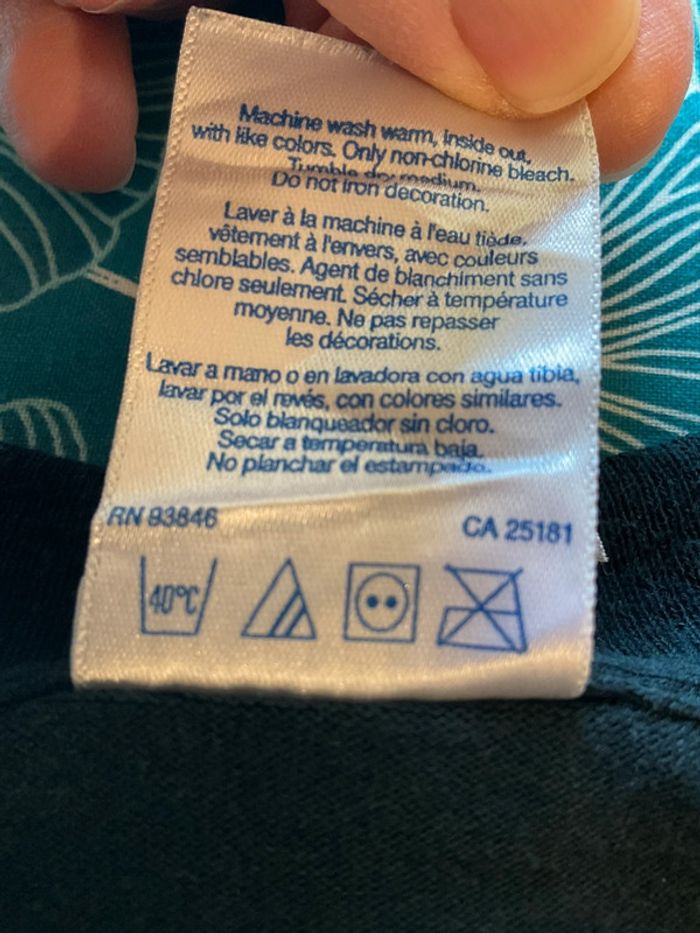 Machine wash warm, inside out,
with like colors. Only non-chlorine bleach.
Tumble dry medium.
Do not iron decoration.
Laver à la machine à l'eau tiède,
vêtement à l'envers, avec couleurs
semblables. Agent de blanchiment sans
chlore seulement. Sécher à température
moyenne. Ne pas repasser
les décorations.
Lavar a mano o en lavadora con agua tibia,
lavar por el revés, con colores similares.
Solo blanqueador sin cloro.
Secar a temperatura baja.
No planchar el estampado.
RN 93846 CA 25181
40°C